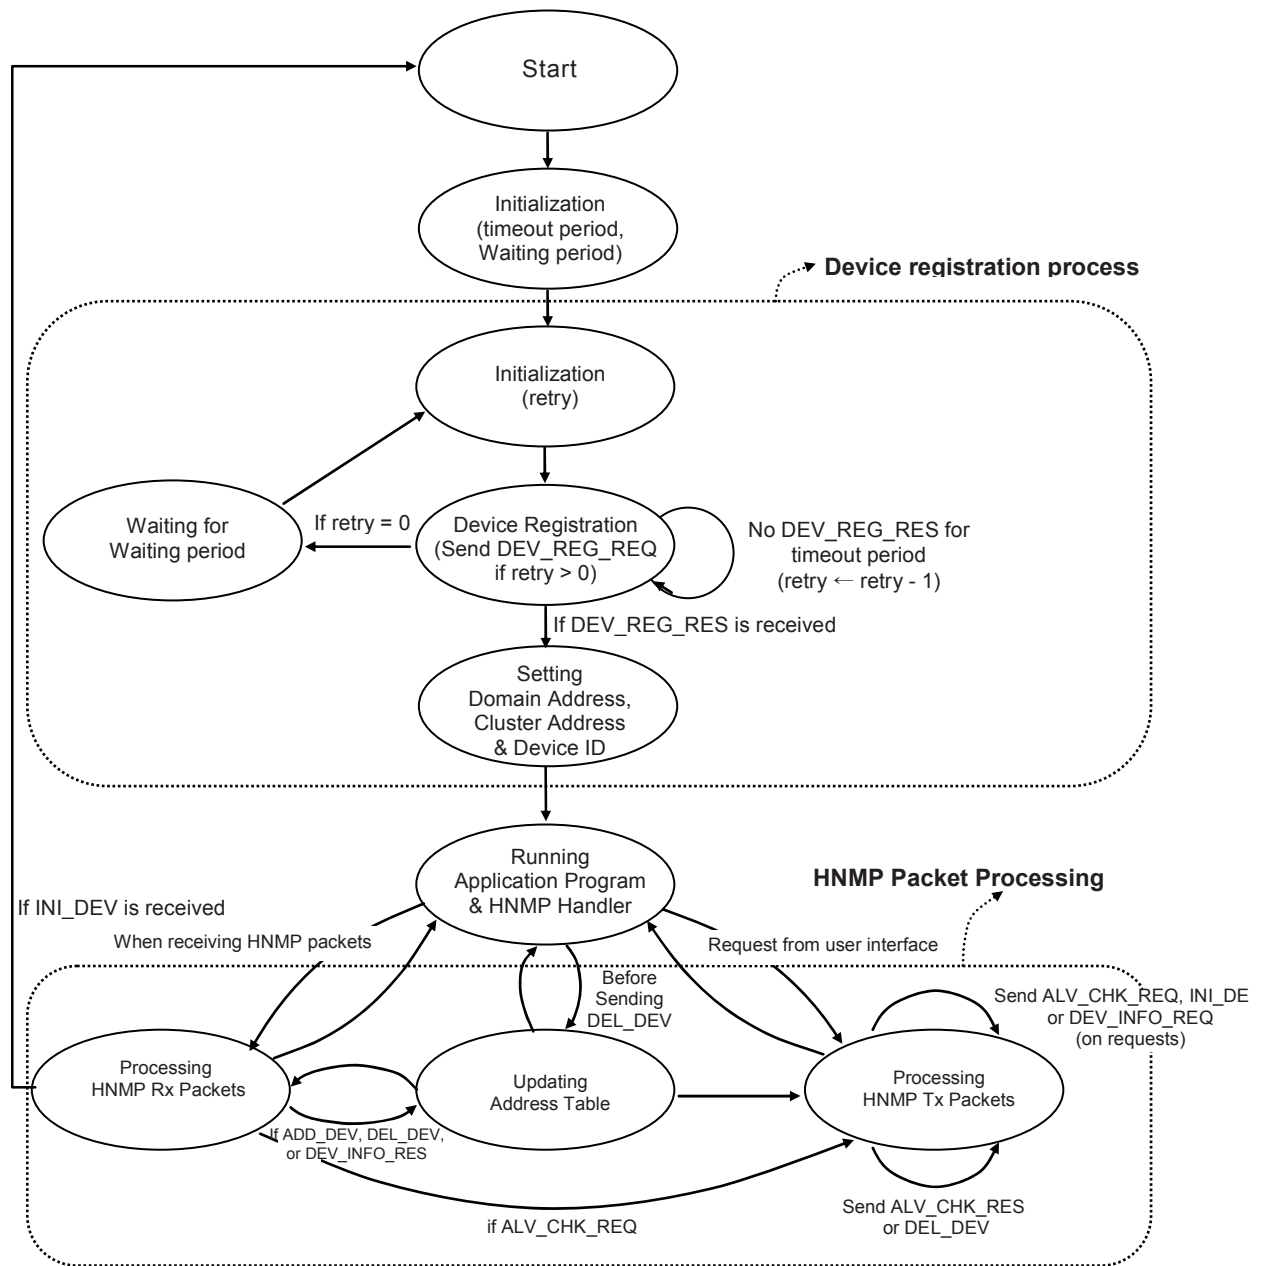 Start
Initialization
(timeout period,
Waiting period)
Device registration process
Initialization
(retry)
Waiting for
Waiting period
If retry = 0
Device Registration
(Send DEV_REG_REQ
if retry > 0)
No DEV_REG_RES for
timeout period
(retry ← retry - 1)
If DEV_REG_RES is received
Setting
Domain Address,
Cluster Address
& Device ID
Running
Application Program
& HNMP Handler
HNMP Packet Processing
If INI_DEV is received
When receiving HNMP packets
Request from user interface
Before
Sending
DEL_DEV
Send ALV_CHK_REQ, INI_DE
or DEV_INFO_REQ
(on requests)
Processing
HNMP Rx Packets
Updating
Address Table
Processing
HNMP Tx Packets
If ADD_DEV, DEL_DEV,
or DEV_INFO_RES
if ALV_CHK_REQ
Send ALV_CHK_RES
or DEL_DEV